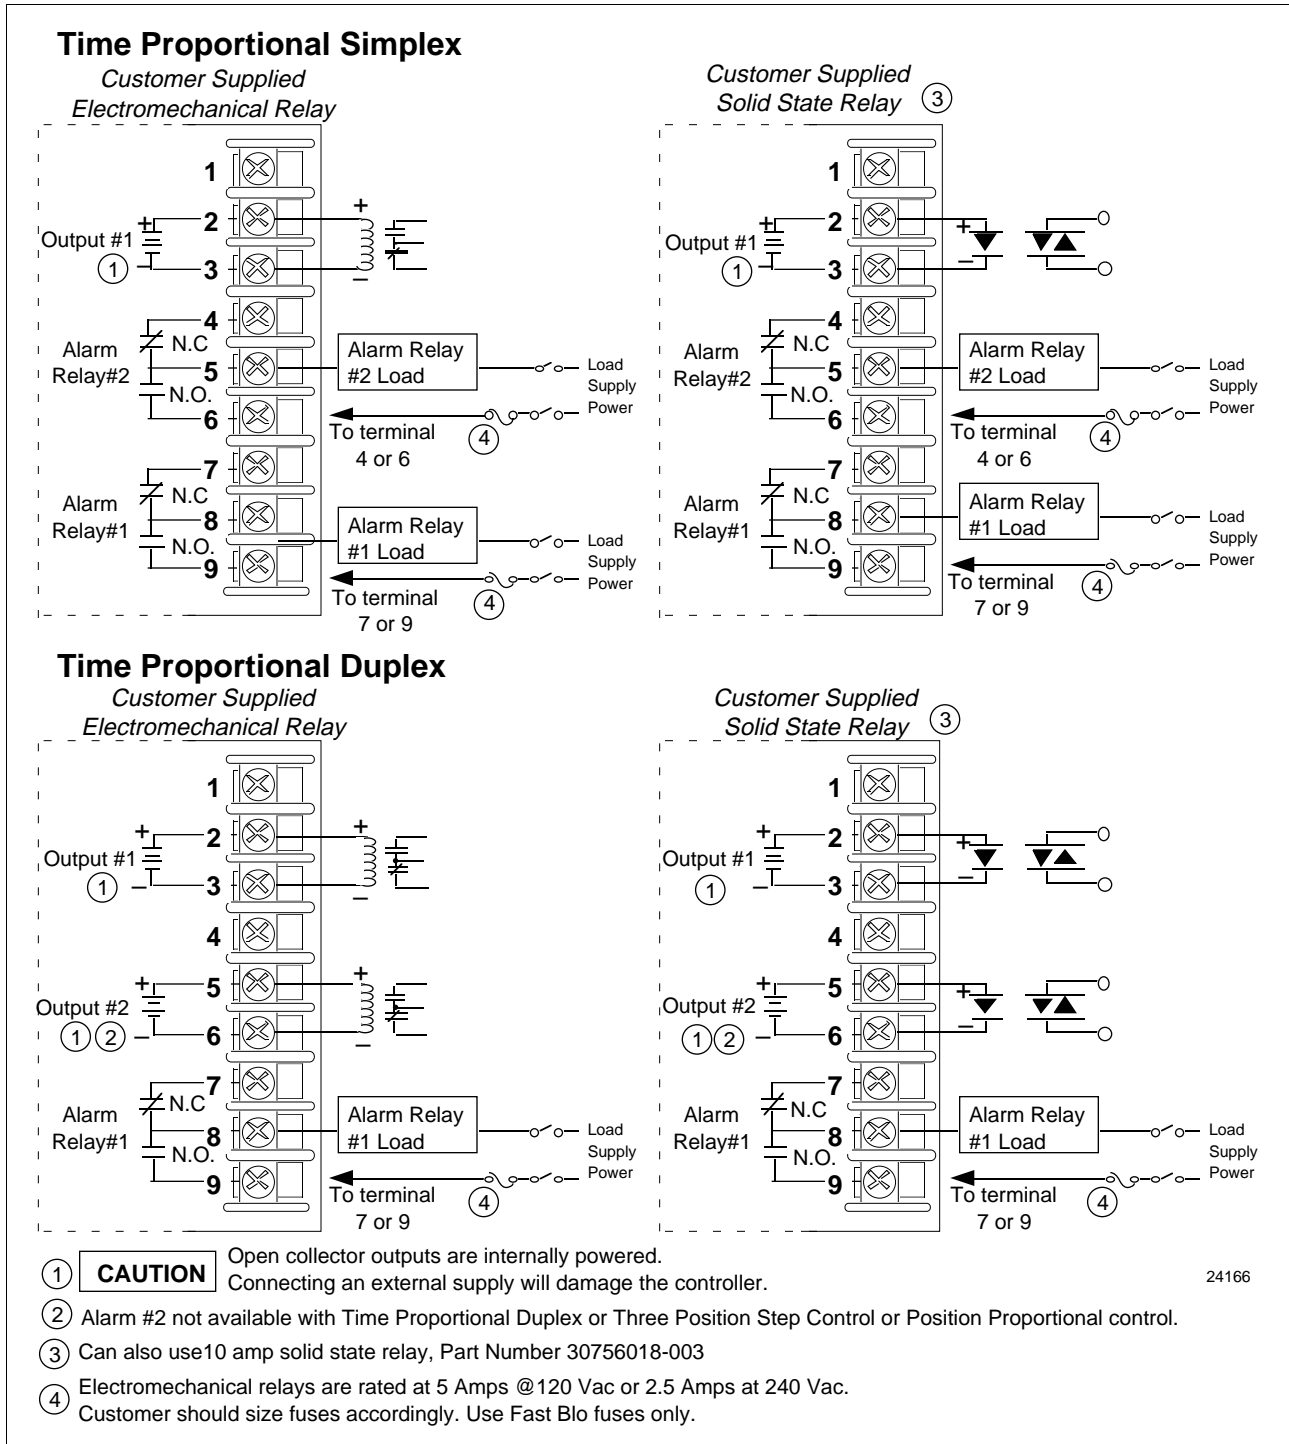 Time Proportional Simplex
Customer Supplied
Electromechanical Relay
1
+
2
Output #1
1
–
3
+
–
4
N.C
Alarm
Relay#2
5
N.O.
6
Alarm Relay
#2 Load
Load
Supply
Power
To terminal
4 or 6
4
7
N.C
Alarm
Relay#1
8
N.O.
9
Alarm Relay
#1 Load
Load
Supply
Power
To terminal
7 or 9
4
Customer Supplied
Solid State Relay
3
1
+
2
Output #1
1
–
3
+
–
4
N.C
Alarm
Relay#2
5
N.O.
6
Alarm Relay
#2 Load
Load
Supply
Power
To terminal
4 or 6
4
7
N.C
Alarm
Relay#1
8
N.O.
9
Alarm Relay
#1 Load
Load
Supply
Power
To terminal
7 or 9
4
Time Proportional Duplex
Customer Supplied
Electromechanical Relay
1
+
2
Output #1
1
–
3
+
–
4
+
5
Output #2
1 2
–
6
+
–
7
N.C
Alarm
Relay#1
8
N.O.
9
Alarm Relay
#1 Load
Load
Supply
Power
To terminal
7 or 9
4
Customer Supplied
Solid State Relay
3
1
+
2
Output #1
1
–
3
+
–
4
+
5
Output #2
1 2
–
6
+
–
7
N.C
Alarm
Relay#1
8
N.O.
9
Alarm Relay
#1 Load
Load
Supply
Power
To terminal
7 or 9
4
1 CAUTION Open collector outputs are internally powered.
Connecting an external supply will damage the controller.
24166
2 Alarm #2 not available with Time Proportional Duplex or Three Position Step Control or Position Proportional control.
3 Can also use10 amp solid state relay, Part Number 30756018-003
4 Electromechanical relays are rated at 5 Amps @120 Vac or 2.5 Amps at 240 Vac.
Customer should size fuses accordingly. Use Fast Blo fuses only.